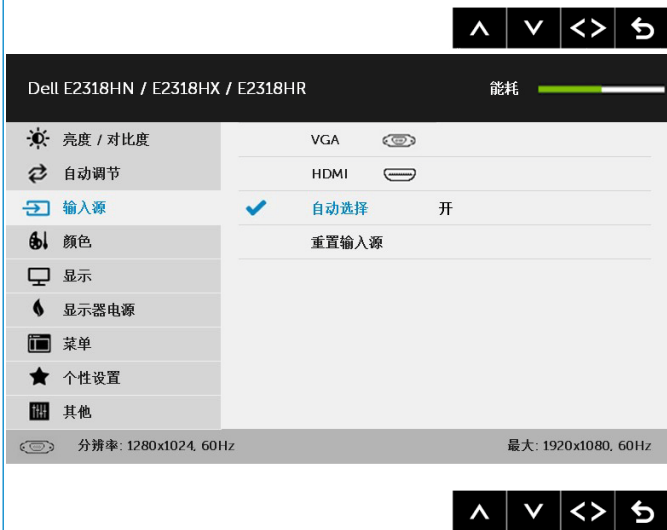 Dell E2318HN / E2318HX / E2318HR
能耗
亮度 / 对比度
VGA
自动调节
HDMI
输入源
自动选择
开
颜色
重置输入源
显示
显示器电源
菜单
个性设置
其他
分辨率: 1280x1024, 60Hz
最大: 1920x1080, 60Hz